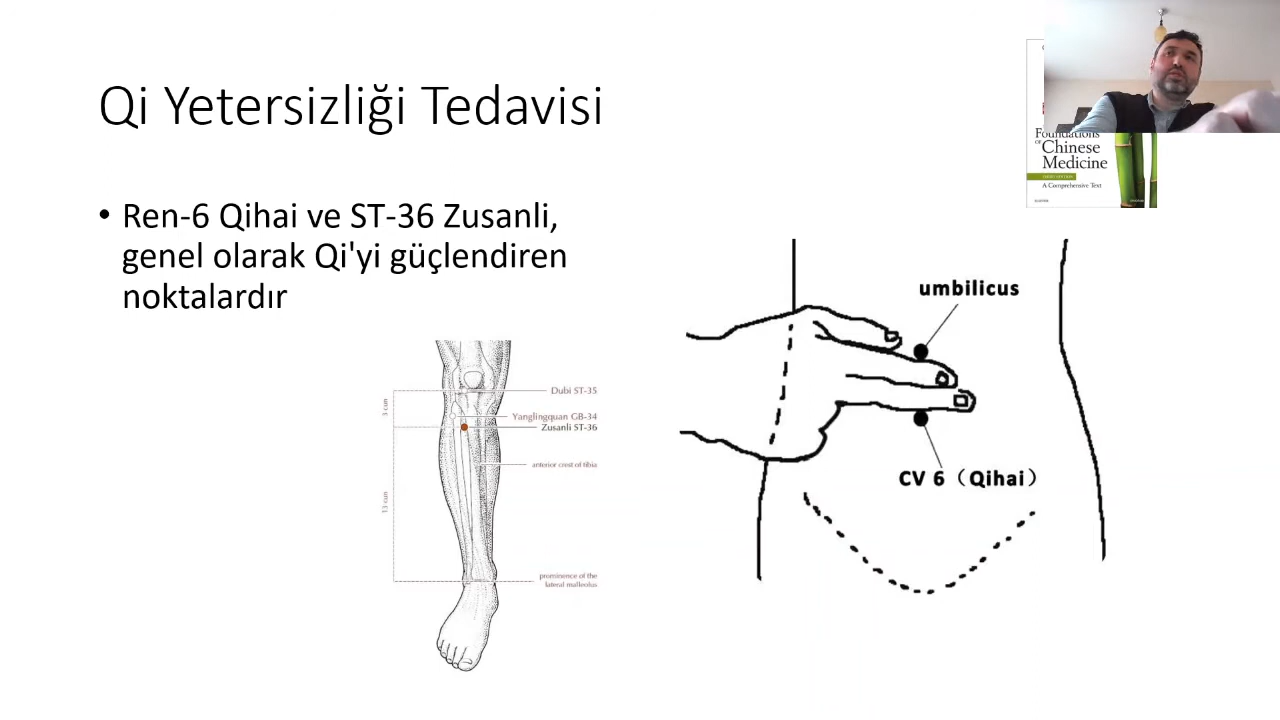 Qi Yetersizliği Tedavisi
Foundations
OF Chinese
Medicine
A Comprehensive Text
• Ren-6 Qihai ve ST-36 Zusanli,
genel olarak Qi'yi güçlendiren
noktalardır
umbilicus
CV 6 (Qihai)
Dubi ST-35
3 cun
Yanglingquan GB-34
Zusanli ST-36
anterior crest of tibia
13 cun
prominence of the
lateral malleolus